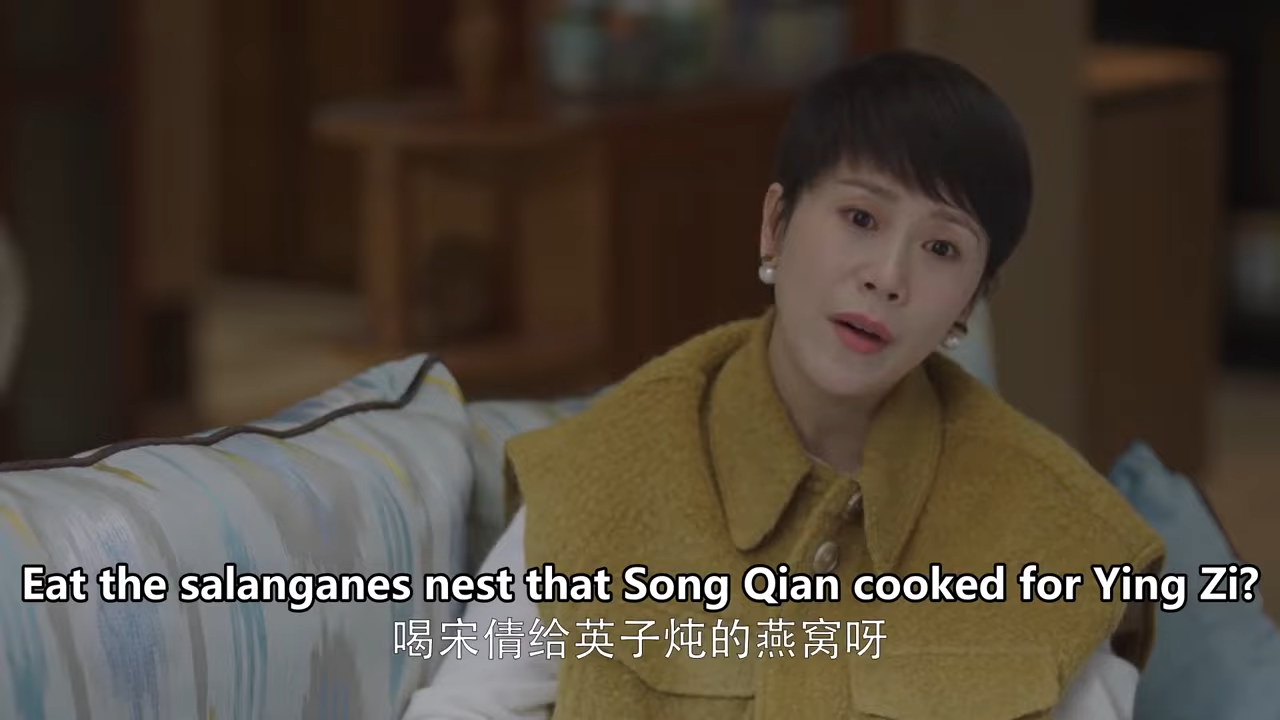 Eat the salanganes nest that Song Qian cooked for Ying Zi?
喝宋倩给英子炖的燕窝呀